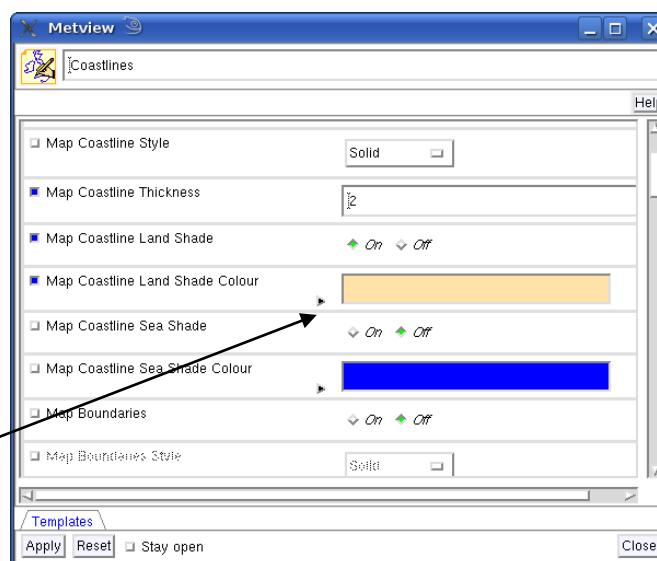 Metview
Coastlines
Help
Map Coastline Style
Solid
Map Coastline Thickness
2
Map Coastline Land Shade
On Off
Map Coastline Land Shade Colour
Map Coastline Sea Shade
On Off
Map Coastline Sea Shade Colour
Map Boundaries
On Off
Map Boundaries Style
Solid
Templates
Apply Reset Stay open Close